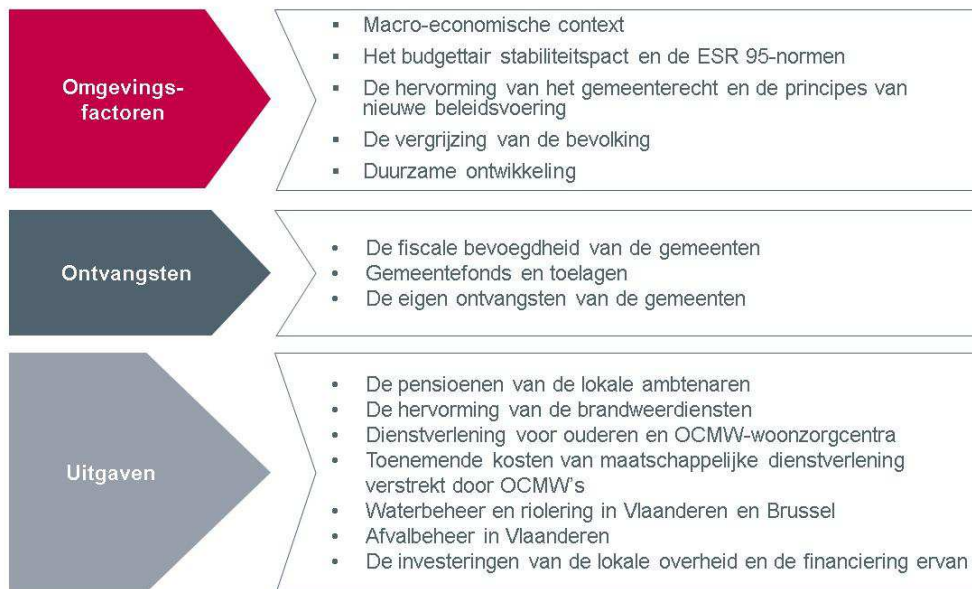 Omgevings-
factoren
▪ Macro-economische context
▪ Het budgettair stabiliteitspact en de ESR 95-normen
▪ De hervorming van het gemeenterecht en de principes van
nieuwe beleidsvoering
▪ De vergrijzing van de bevolking
▪ Duurzame ontwikkeling
Ontvangsten
• De fiscale bevoegdheid van de gemeenten
• Gemeentefonds en toelagen
• De eigen ontvangsten van de gemeenten
Uitgaven
• De pensioenen van de lokale ambtenaren
• De hervorming van de brandweerdiensten
• Dienstverlening voor ouderen en OCMW-woonzorgcentra
• Toenemende kosten van maatschappelijke dienstverlening
verstrekt door OCMW's
• Waterbeheer en riolering in Vlaanderen en Brussel
• Afvalbeheer in Vlaanderen
• De investeringen van de lokale overheid en de financiering ervan